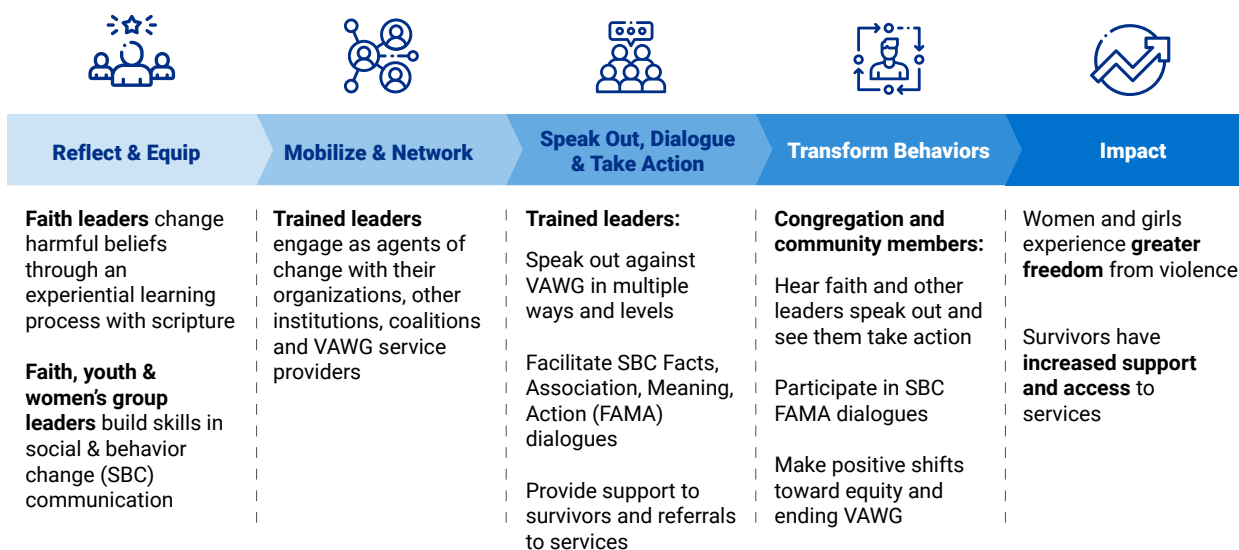 Reflect & Equip
Mobilize & Network
Speak Out, Dialogue
& Take Action
Transform Behaviors
Impact
Faith leaders change
harmful beliefs
through an
experiential learning
process with scripture
Faith, youth &
women's group
leaders build skills in
social & behavior
change (SBC)
communication
Trained leaders
engage as agents of
change with their
organizations, other
institutions, coalitions
and VAWG service
providers
Trained leaders:
Speak out against
VAWG in multiple
ways and levels
Facilitate SBC Facts,
Association, Meaning,
Action (FAMA)
dialogues
Provide support to
survivors and referrals
to services
Congregation and
community members:
Hear faith and other
leaders speak out and
see them take action
Participate in SBC
FAMA dialogues
Make positive shifts
toward equity and
ending VAWG
Women and girls
experience greater
freedom from violence
Survivors have
increased support
and access to
services